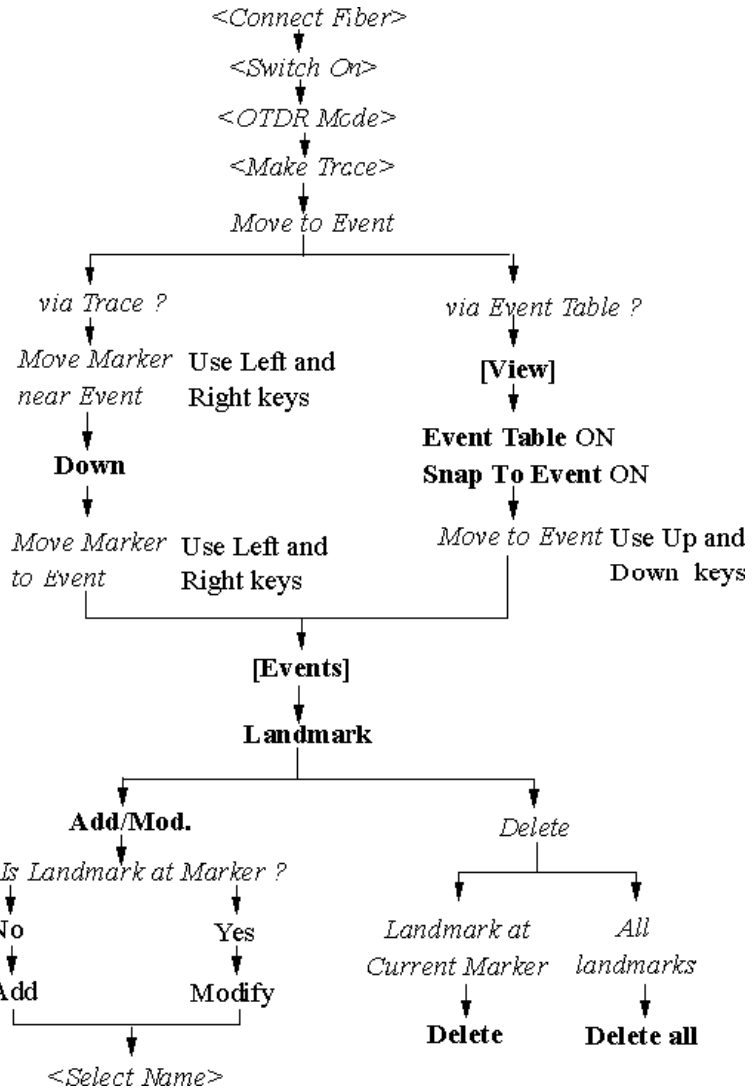 <Connect Fiber>
<Switch On>
<OTDR Mode>
<Make Trace>
Move to Event
via Trace ?
via Event Table ?
Move Marker
near Event
Use Left and
Right keys
[View]
Down
Event Table ON
Snap To Event ON
Move Marker
to Event
Use Left and
Right keys
Move to Event
Use Up and
Down keys
[Events]
Landmark
Add/Mod.
Delete
Is Landmark at Marker ?
No
Yes
Landmark at
Current Marker
All
landmarks
Add
Modify
Delete
Delete all
<Select Name>